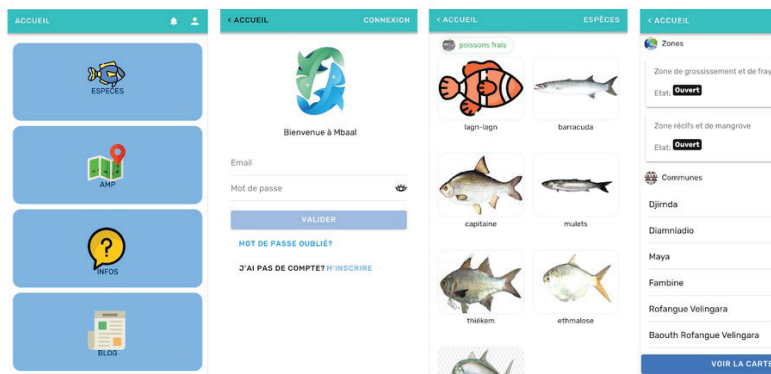 ACCUEIL
ESPECES
AMP
INFOS
BLOG
< ACCUEIL
CONNEXION
Bienvenue à Mbaal
Email
Mot de passe
VALIDER
MOT DE PASSE OUBLIÉ?
J'AI PAS DE COMPTE? M'INSCRIRE
< ACCUEIL
ESPÈCES
poissons frais
lagn-lagn
barracuda
capitaine
mulets
thiékem
ethmalose
< ACCUEIL
Zones
Zone de grossissement et de fray
Etat: Ouvert
Zone récifs et de mangrove
Etat: Ouvert
Communes
Djirnda
Diamniadio
Maya
Fambine
Rofangue Velingara
Baouth Rofangue Velingara
VOIR LA CARTE